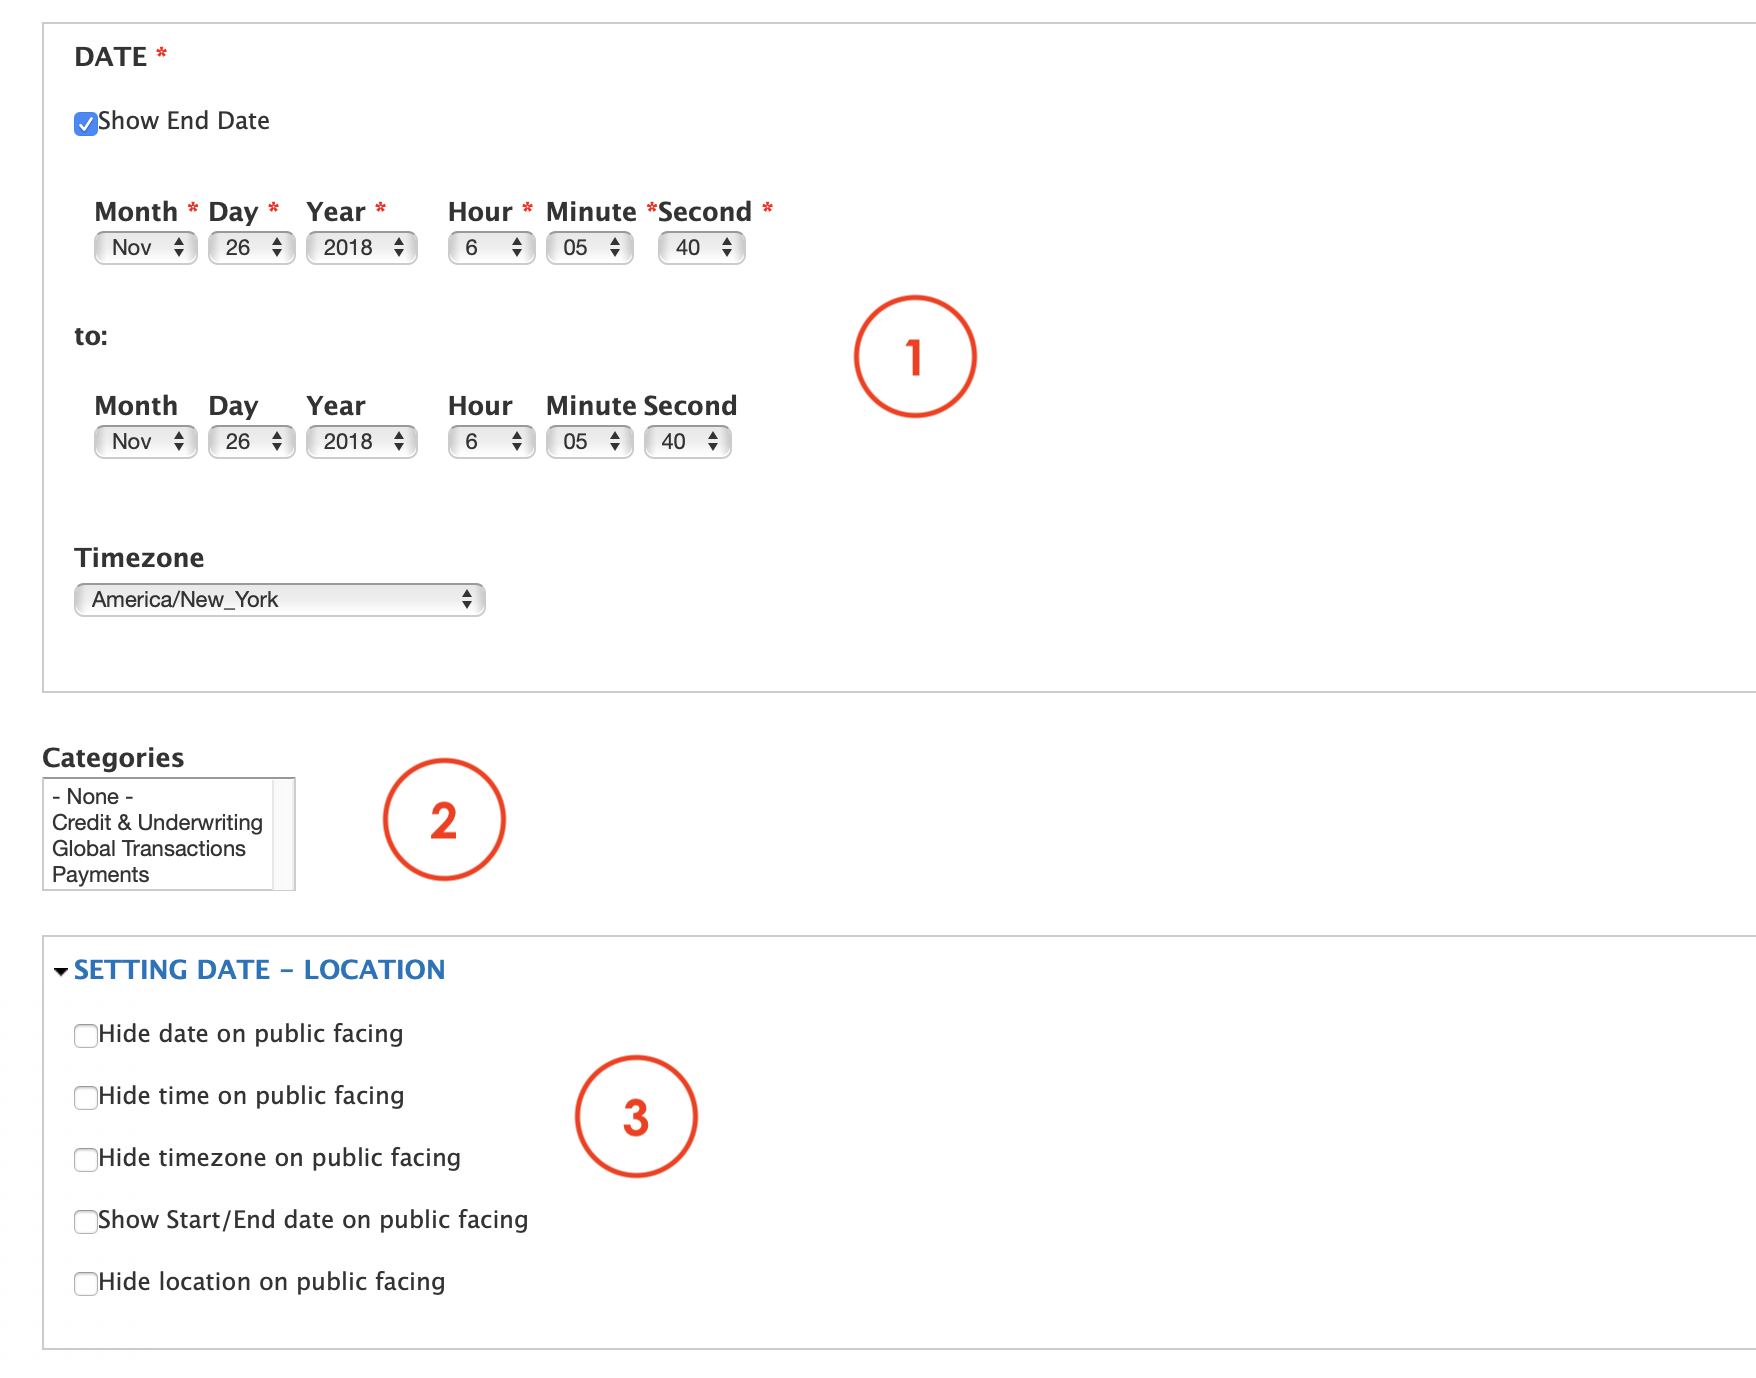 DATE *
Show End Date
Month * Day * Year * Hour * Minute *Second *
Nov 26 2018 6 05 40
to:
1
Month Day Year Hour Minute Second
Nov 26 2018 6 05 40
Timezone
America/New_York
Categories
- None -
Credit & Underwriting
Global Transactions
Payments
2
SETTING DATE – LOCATION
Hide date on public facing
Hide time on public facing
3
Hide timezone on public facing
Show Start/End date on public facing
Hide location on public facing